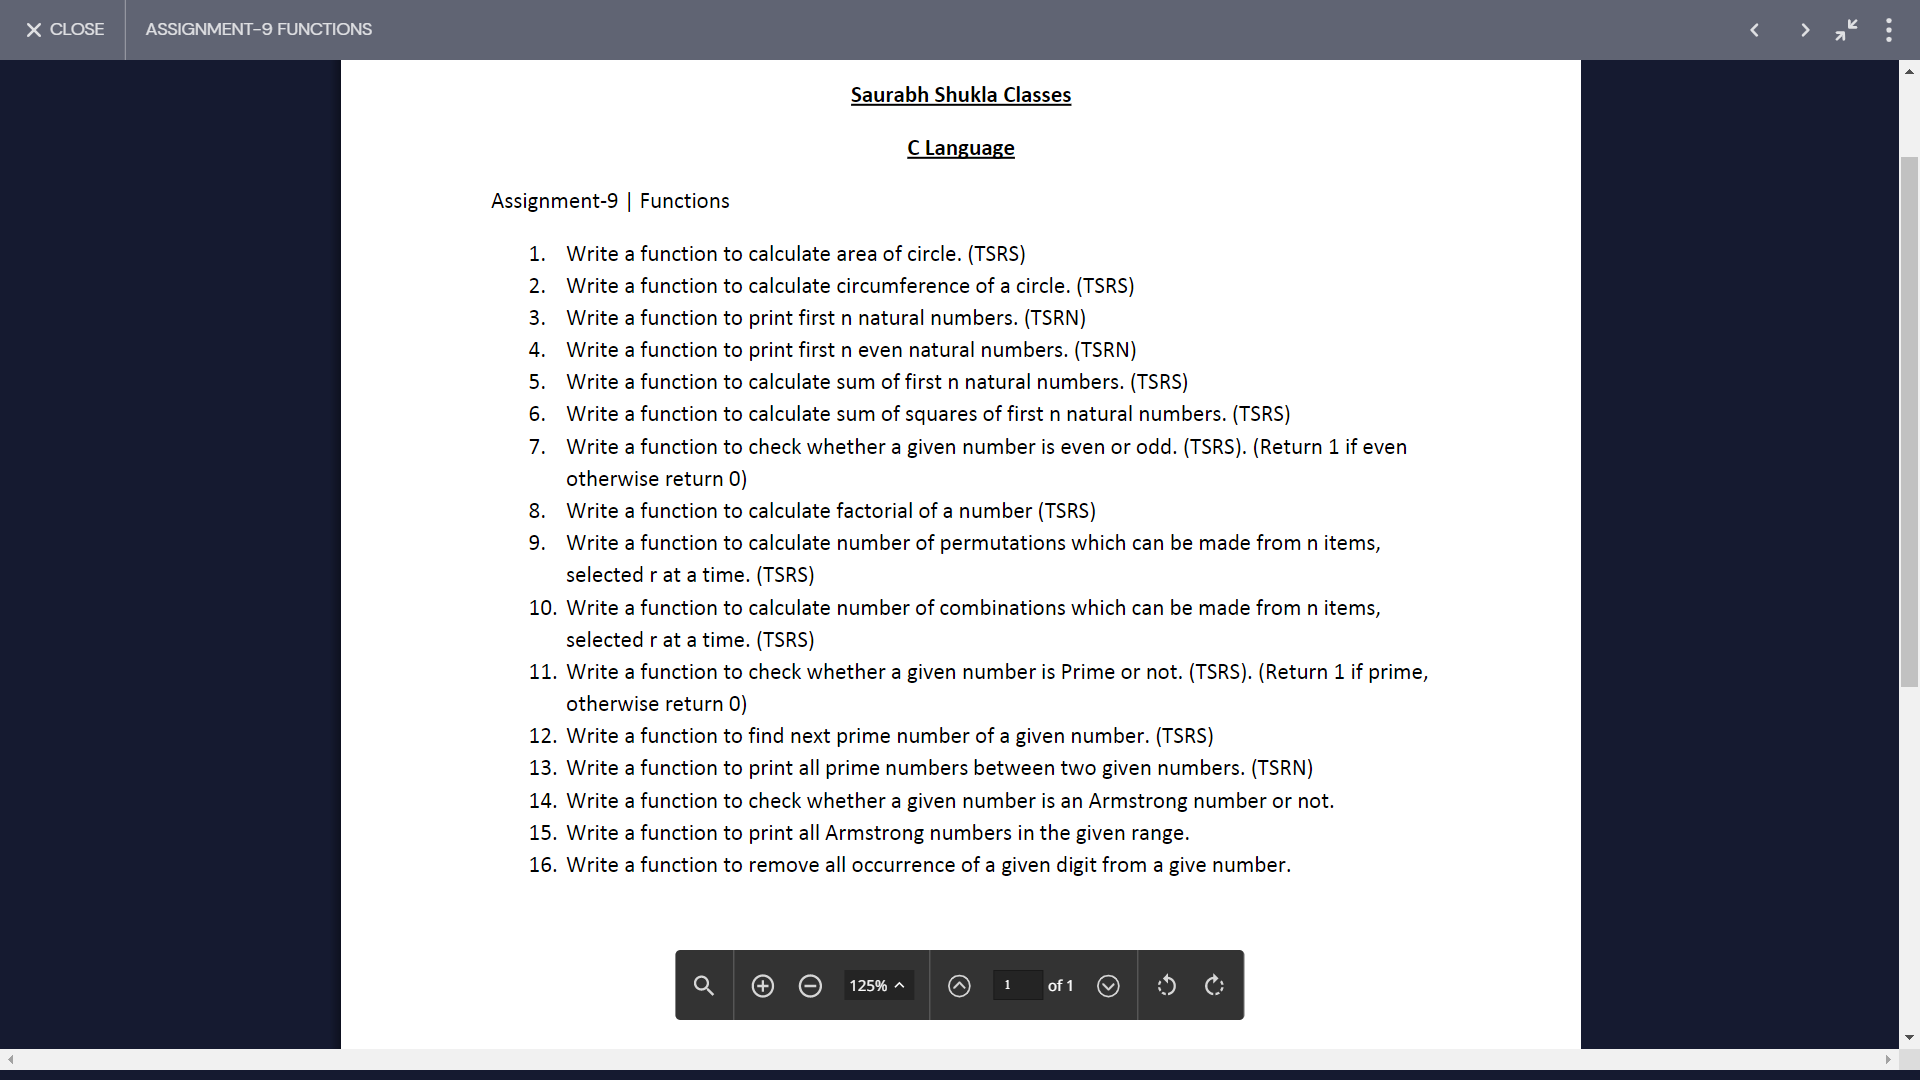 CLOSE
ASSIGNMENT-9 FUNCTIONS
Saurabh Shukla Classes
C Language
Assignment-9 | Functions
1. Write a function to calculate area of circle. (TSRS)
2. Write a function to calculate circumference of a circle. (TSRS)
3. Write a function to print first n natural numbers. (TSRN)
4. Write a function to print first n even natural numbers. (TSRN)
5. Write a function to calculate sum of first n natural numbers. (TSRS)
6. Write a function to calculate sum of squares of first n natural numbers. (TSRS)
7. Write a function to check whether a given number is even or odd. (TSRS). (Return 1 if even
otherwise return 0)
8. Write a function to calculate factorial of a number (TSRS)
9. Write a function to calculate number of permutations which can be made from n items,
selected r at a time. (TSRS)
10. Write a function to calculate number of combinations which can be made from n items,
selected r at a time. (TSRS)
11. Write a function to check whether a given number is Prime or not. (TSRS). (Return 1 if prime,
otherwise return 0)
12. Write a function to find next prime number of a given number. (TSRS)
13. Write a function to print all prime numbers between two given numbers. (TSRN)
14. Write a function to check whether a given number is an Armstrong number or not.
15. Write a function to print all Armstrong numbers in the given range.
16. Write a function to remove all occurrence of a given digit from a give number.
125% 1 of 1